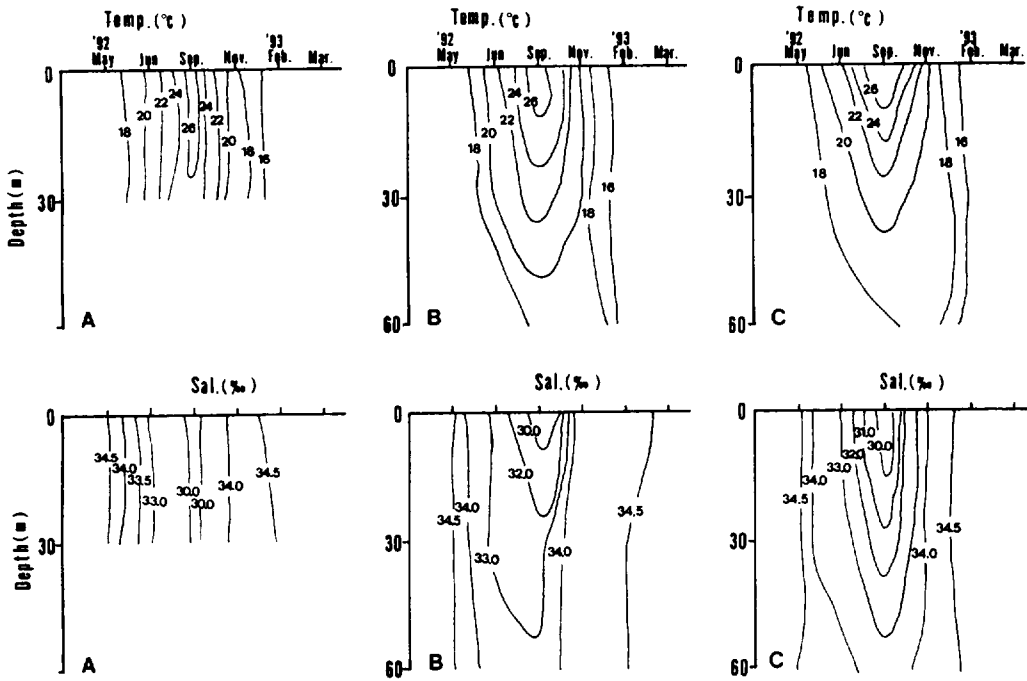 Temp.(°C)
'92 '93
May Jun Sep. Nov. Feb. Mar.
0
30
Depth(m)
18 20 22 24 26 24 22 20 18 16
A
Temp.(°C)
'92 '93
May Jun Sep. Nov. Feb. Mar.
0
30
60
18 20 22 24 26 18 16
B
Temp.(°C)
'92 '93
May Jun Sep. Nov. Feb. Mar.
0
30
60
18 20 22 24 26 18 16
C
Sal.(‰)
0
30
Depth(m)
34.5 34.0 33.5 33.0 30.0 30.0 34.0 34.5
A
Sal.(‰)
0
30
60
34.5 34.0 33.0 32.0 30.0 34.0 34.5
B
Sal.(‰)
0
30
60
34.5 34.0 33.0 32.0 31.0 30.0 34.0 34.5
C